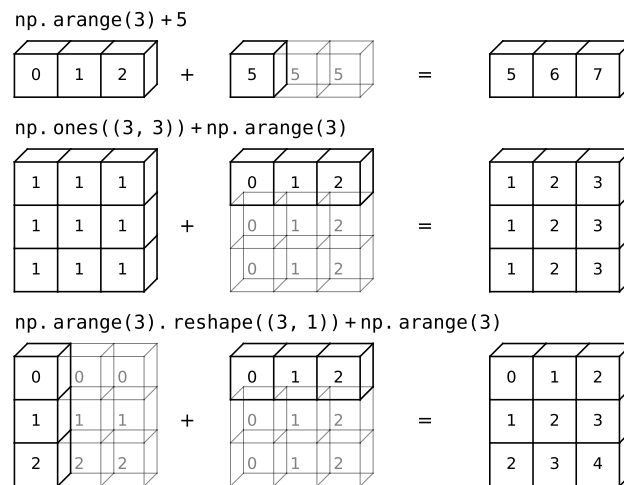 np.arange(3)+5
0 1 2 + 5 5 5 = 5 6 7
np.ones((3, 3))+np.arange(3)
1 1 1 0 1 2 1 2 3
1 1 1 + 0 1 2 = 1 2 3
1 1 1 0 1 2 1 2 3
np.arange(3).reshape((3, 1))+np.arange(3)
0 0 0 0 1 2 0 1 2
1 1 1 + 0 1 2 = 1 2 3
2 2 2 0 1 2 2 3 4